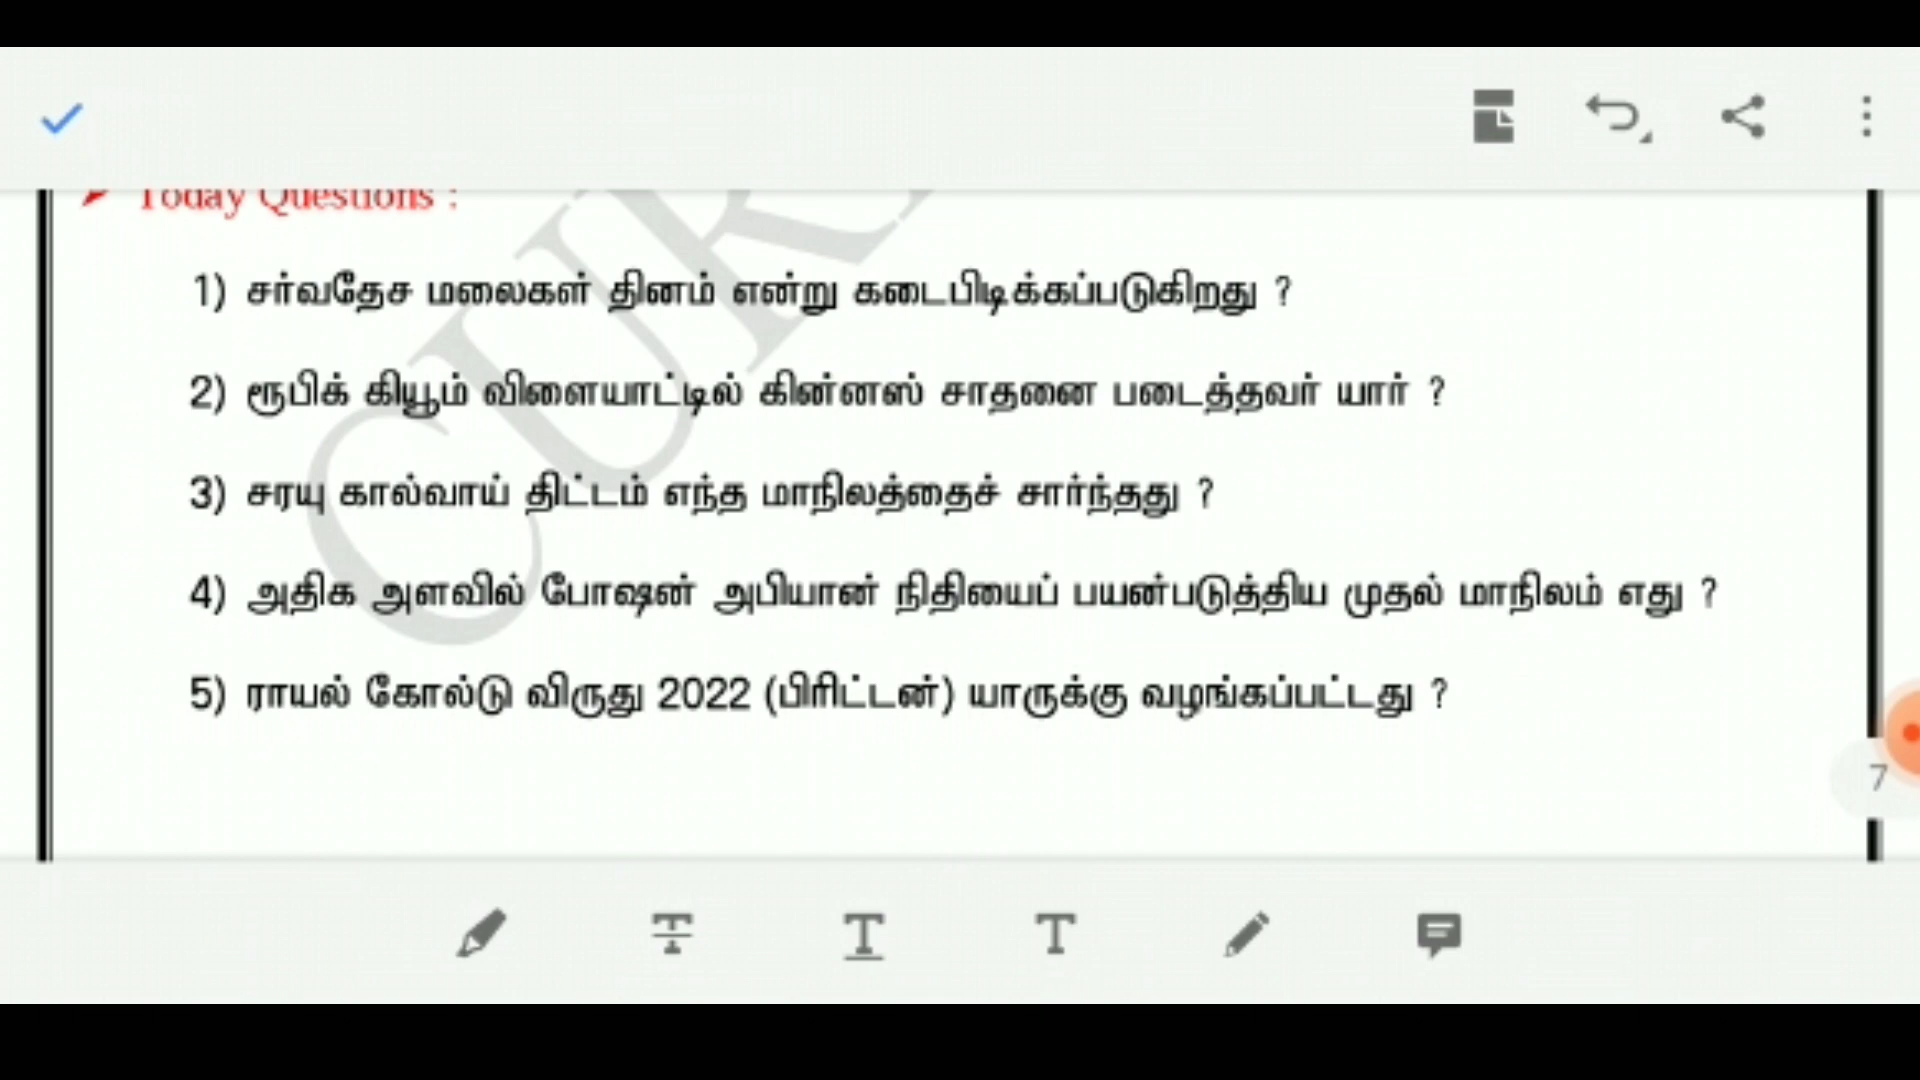 Today Questions :
1) சர்வதேச மலைகள் தினம் என்று கடைபிடிக்கப்படுகிறது ?
2) ரூபிக் கியூம் விளையாட்டில் கின்னஸ் சாதனை படைத்தவர் யார் ?
3) சரயு கால்வாய் திட்டம் எந்த மாநிலத்தைச் சார்ந்தது ?
4) அதிக அளவில் போஷன் அபியான் நிதியைப் பயன்படுத்திய முதல் மாநிலம் எது ?
5) ராயல் கோல்டு விருது 2022 (பிரிட்டன்) யாருக்கு வழங்கப்பட்டது ?
7